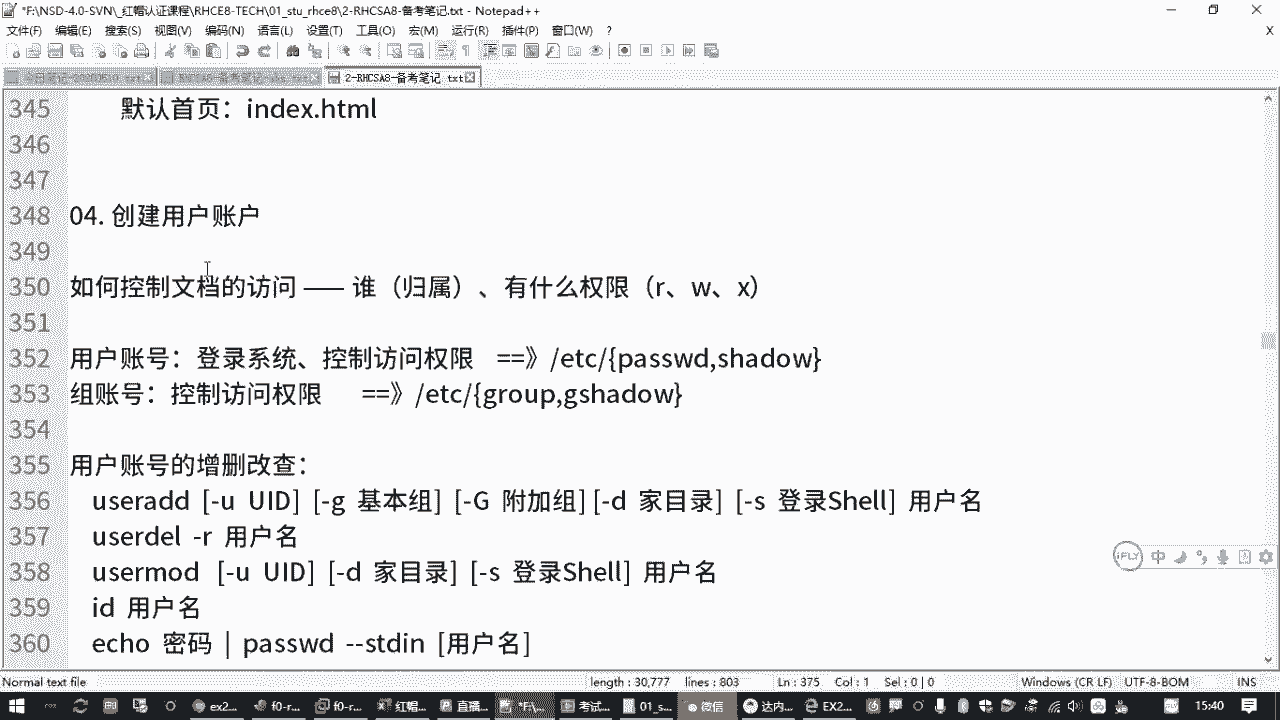 *F:\NSD-4.0-SVN\_红帽认证课程\RHCE8-TECH\01_stu_rhce8\2-RHCSA8-备考笔记.txt - Notepad++
文件(F) 编辑(E) 搜索(S) 视图(V) 编码(N) 语言(L) 设置(T) 工具(O) 宏(M) 运行(R) 插件(P) 窗口(W) ? X
2-RHCSA8-备考笔记.txt
345 默认首页：index.html
346
347
348 04. 创建用户账户
349
350 如何控制文档的访问 —— 谁（归属）、有什么权限（r、w、x）
351
352 用户账号：登录系统、控制访问权限 ==》/etc/{passwd,shadow}
353 组账号：控制访问权限 ==》/etc/{group,gshadow}
354
355 用户账号的增删改查：
356 useradd [-u UID] [-g 基本组] [-G 附加组] [-d 家目录] [-s 登录Shell] 用户名
357 userdel -r 用户名
358 usermod [-u UID] [-d 家目录] [-s 登录Shell] 用户名
359 id 用户名
360 echo 密码 | passwd --stdin [用户名]
iFLY 中
Normal text file length : 30,777 lines : 803 Ln : 375 Col : 1 Sel : 0 | 0 Windows (CR LF) UTF-8-BOM INS
ex2... f0-r... f0-r... 红帽... 直播... *F:\... 考试... 01_s... 微信 达内... EX2... 15:40